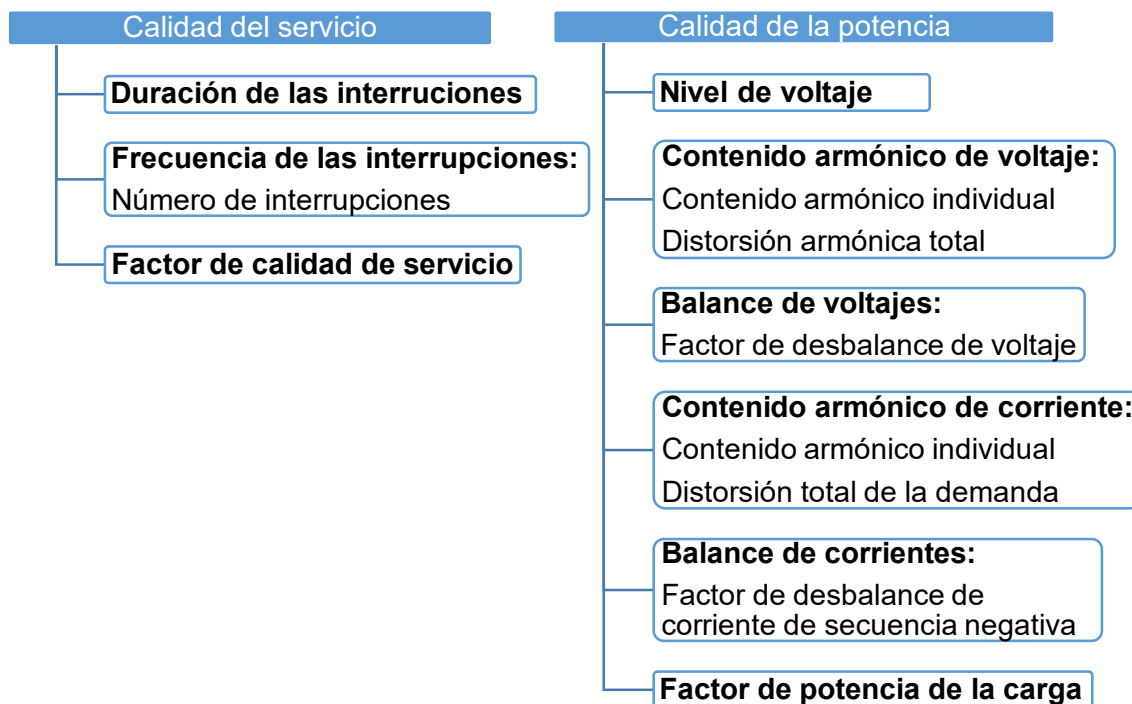 Calidad del servicio
Duración de las interruciones
Frecuencia de las interrupciones:
Número de interrupciones
Factor de calidad de servicio
Calidad de la potencia
Nivel de voltaje
Contenido armónico de voltaje:
Contenido armónico individual
Distorsión armónica total
Balance de voltajes:
Factor de desbalance de voltaje
Contenido armónico de corriente:
Contenido armónico individual
Distorsión total de la demanda
Balance de corrientes:
Factor de desbalance de
corriente de secuencia negativa
Factor de potencia de la carga